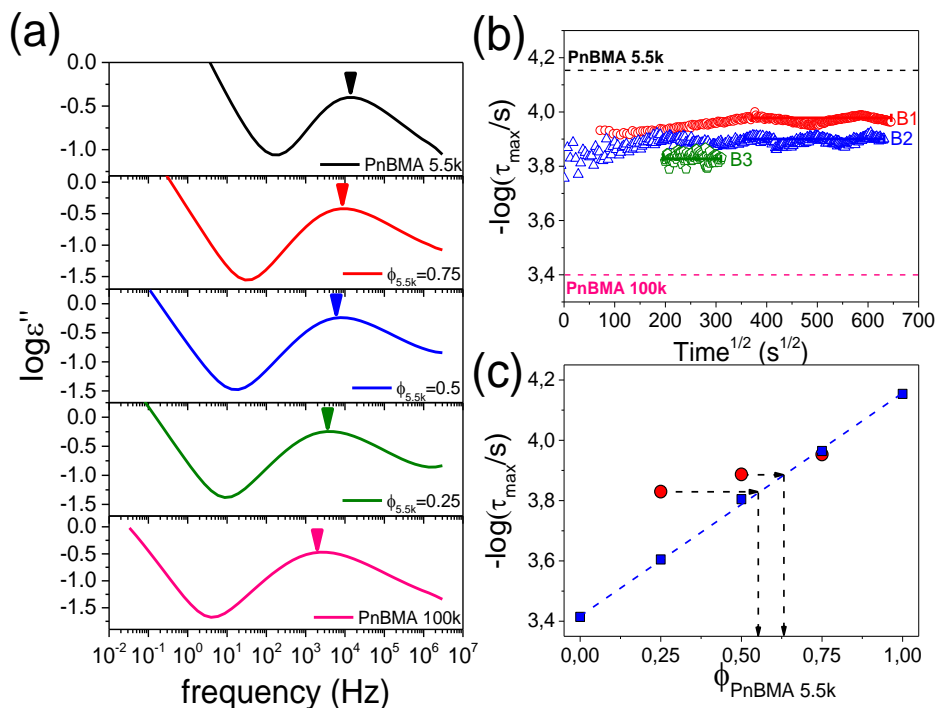 (a)
logε''
0.0
-0.5
-1.0
PnBMA 5.5k
0.0
-0.5
-1.0
-1.5
ϕ5.5k=0.75
0.0
-0.5
-1.0
-1.5
ϕ5.5k=0.5
0.0
-0.5
-1.0
-1.5
ϕ5.5k=0.25
0.0
-0.5
-1.0
-1.5
PnBMA 100k
10-2 10-1 100 101 102 103 104 105 106 107
frequency (Hz)
(b)
-log(τmax/s)
4,2
4,0
3,8
3,6
3,4
PnBMA 5.5k
B1
B2
B3
PnBMA 100k
0 100 200 300 400 500 600 700
Time1/2 (s1/2)
(c)
-log(τmax/s)
4,2
4,0
3,8
3,6
3,4
0,00 0,25 0,50 0,75 1,00
ϕPnBMA 5.5k